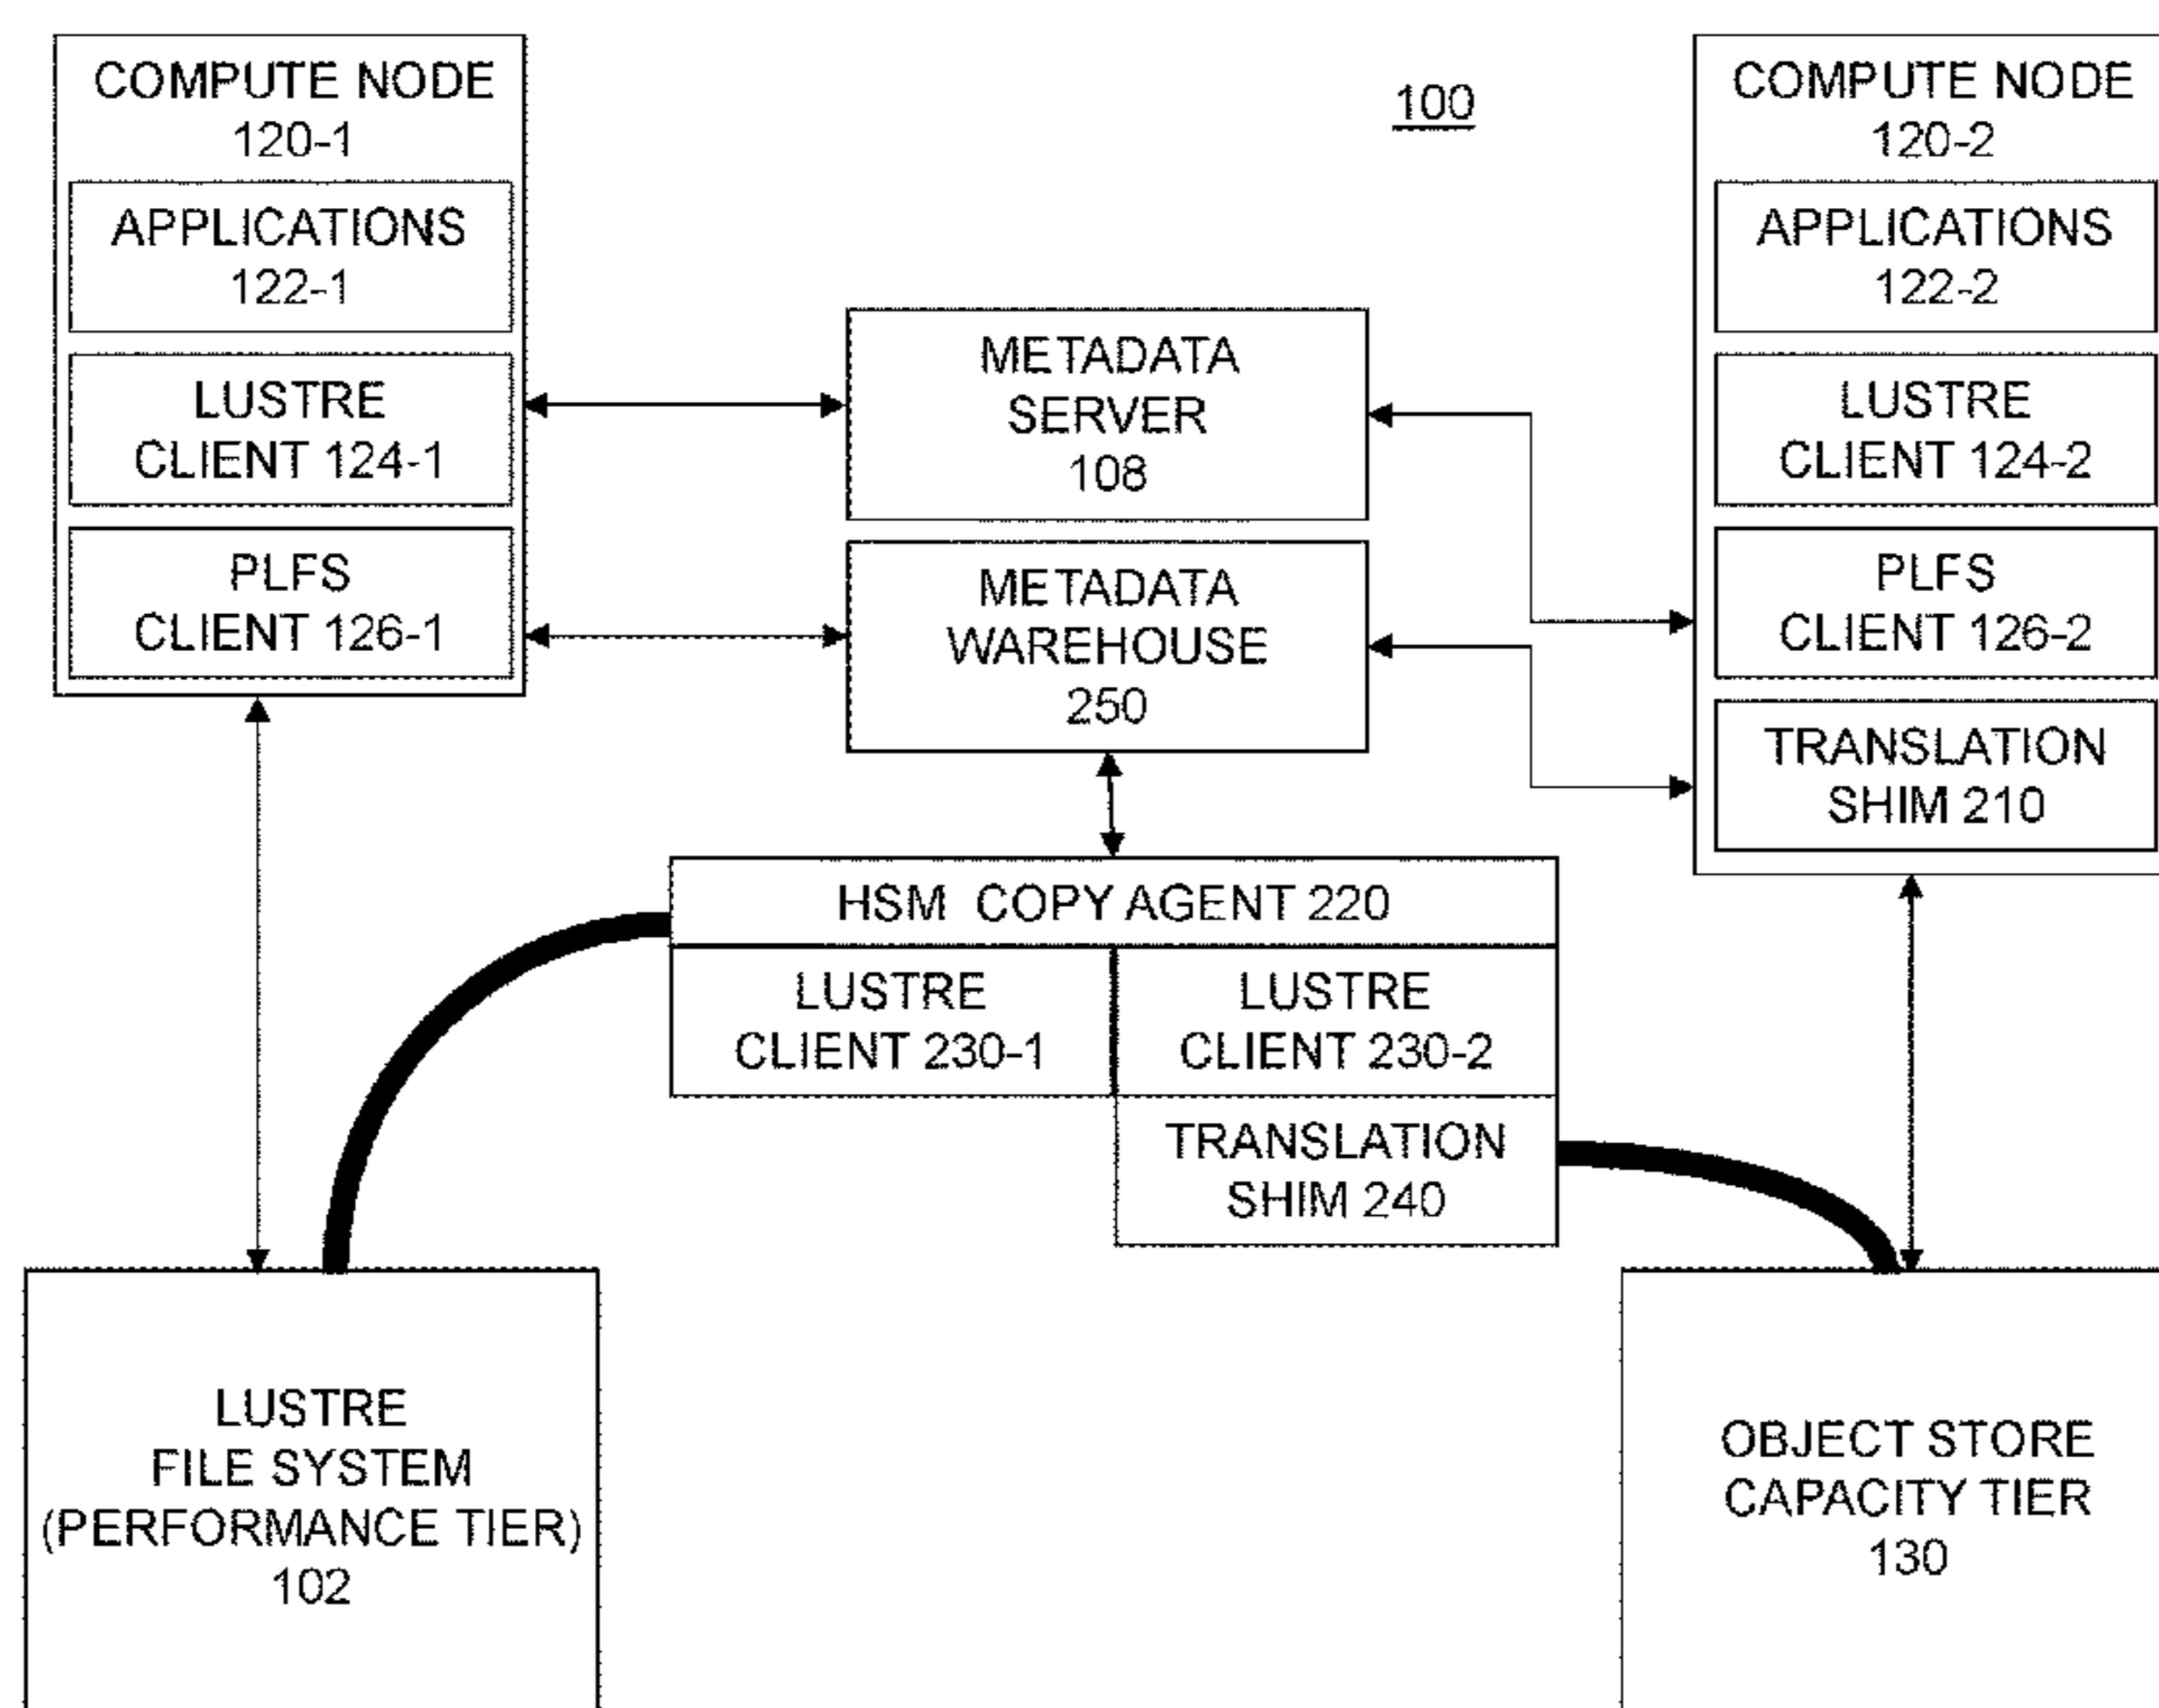 COMPUTE NODE
120-1
APPLICATIONS
122-1
LUSTRE
CLIENT 124-1
PLFS
CLIENT 126-1
100
METADATA
SERVER
108
METADATA
WAREHOUSE
250
COMPUTE NODE
120-2
APPLICATIONS
122-2
LUSTRE
CLIENT 124-2
PLFS
CLIENT 126-2
TRANSLATION
SHIM 210
HSM COPY AGENT 220
LUSTRE
CLIENT 230-1
LUSTRE
CLIENT 230-2
TRANSLATION
SHIM 240
LUSTRE
FILE SYSTEM
(PERFORMANCE TIER)
102
OBJECT STORE
CAPACITY TIER
130